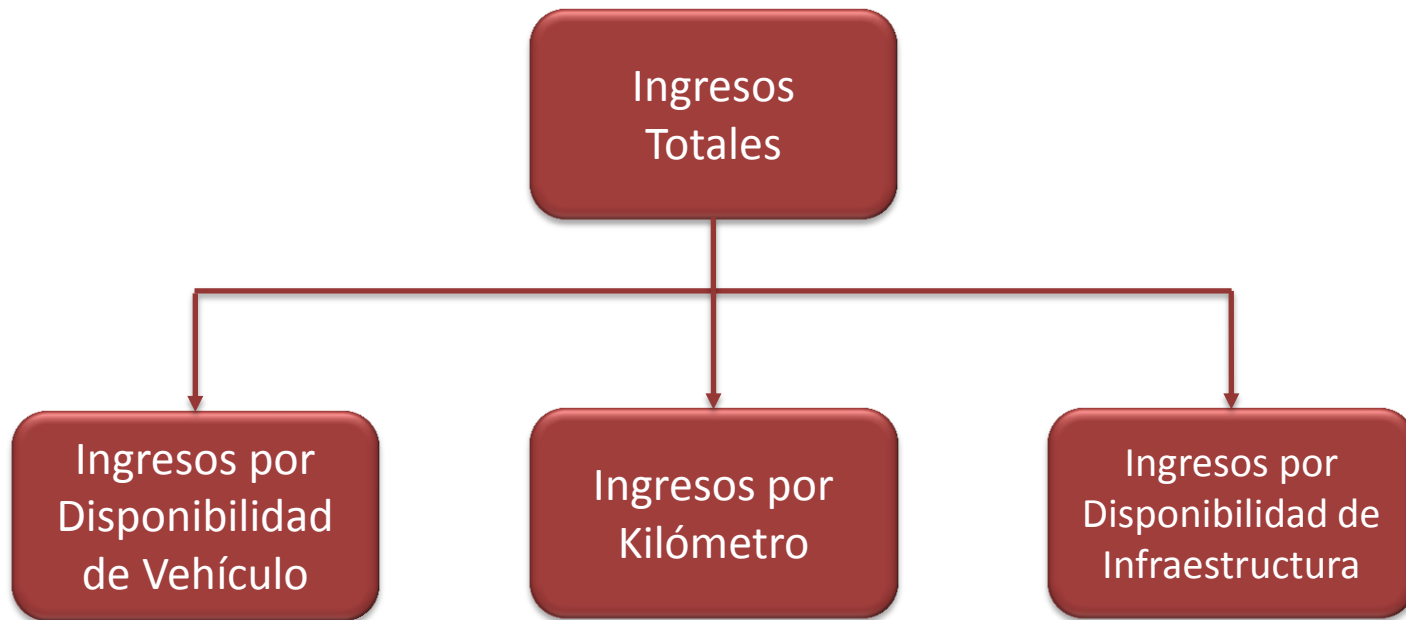 Ingresos
Totales
Ingresos por
Disponibilidad
de Vehículo
Ingresos por
Kilómetro
Ingresos por
Disponibilidad de
Infraestructura